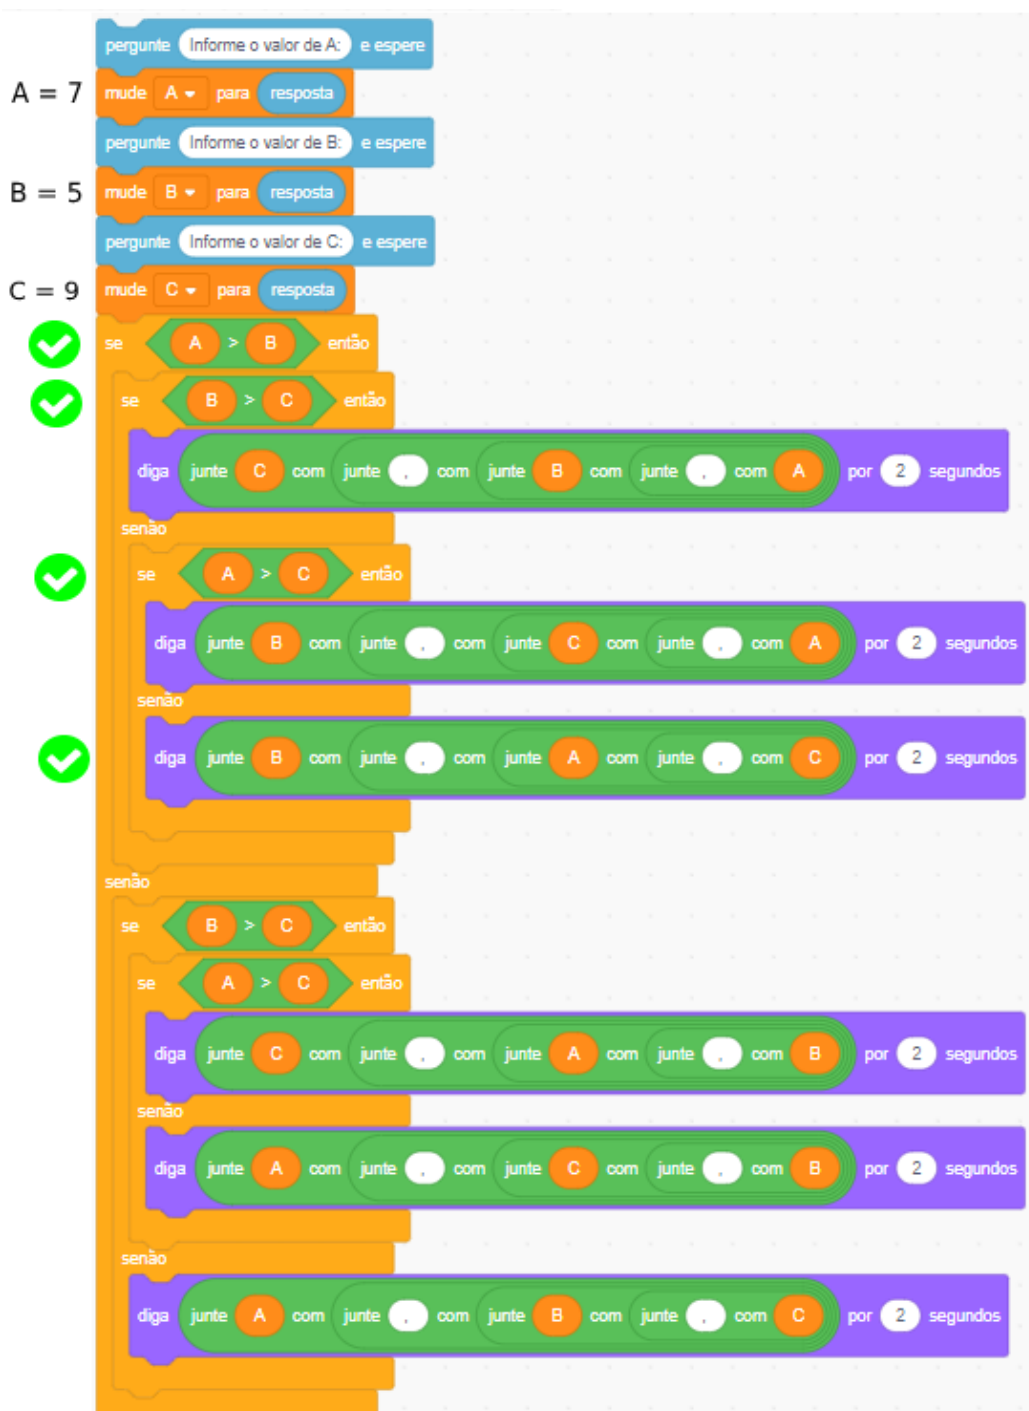 pergunte Informe o valor de A: e espere
A = 7 mude A para resposta
pergunte Informe o valor de B: e espere
B = 5 mude B para resposta
pergunte Informe o valor de C: e espere
C = 9 mude C para resposta
se A > B então
se B > C então
diga junte C com junte , com junte B com junte , com A por 2 segundos
senão
se A > C então
diga junte B com junte , com junte C com junte , com A por 2 segundos
senão
diga junte B com junte , com junte A com junte , com C por 2 segundos
senão
se B > C então
se A > C então
diga junte C com junte , com junte A com junte , com B por 2 segundos
senão
diga junte A com junte , com junte C com junte , com B por 2 segundos
senão
diga junte A com junte , com junte B com junte , com C por 2 segundos